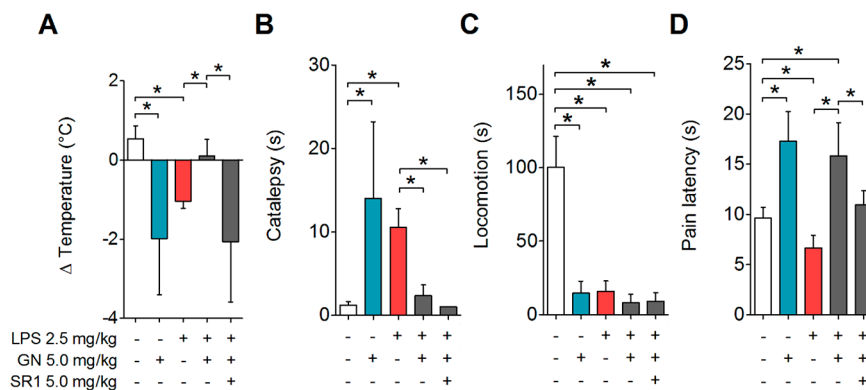 A
B
C
D
Δ Temperature (°C)
2
0
-2
-4
* * * *
Catalepsy (s)
30
20
10
0
* * * *
Locomotion (s)
150
100
50
0
* * * *
Pain latency (s)
25
20
15
10
5
* * * * *
LPS 2.5 mg/kg - - + + + - - + + + - - + + + - - + + +
GN 5.0 mg/kg - + - + + - + - + + - + - + + - + - + +
SR1 5.0 mg/kg - - - - + - - - - + - - - - + - - - - +